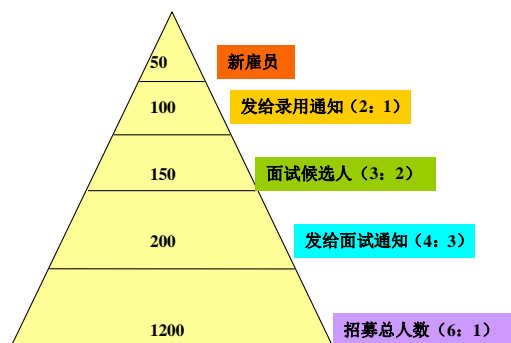 50 新雇员
100 发给录用通知（2：1）
150 面试候选人（3：2）
200 发给面试通知（4：3）
1200 招募总人数（6：1）